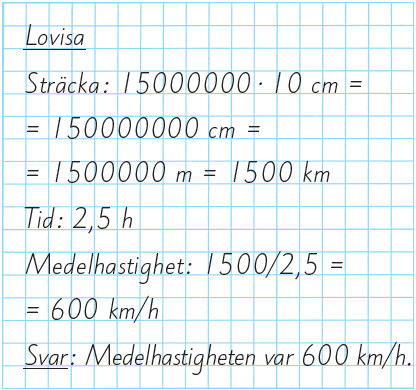 Lovisa
Sträcka: 15000000 · 10 cm =
= 150000000 cm =
= 1500000 m = 1500 km
Tid: 2,5 h
Medelhastighet: 1500/2,5 =
= 600 km/h
Svar: Medelhastigheten var 600 km/h.